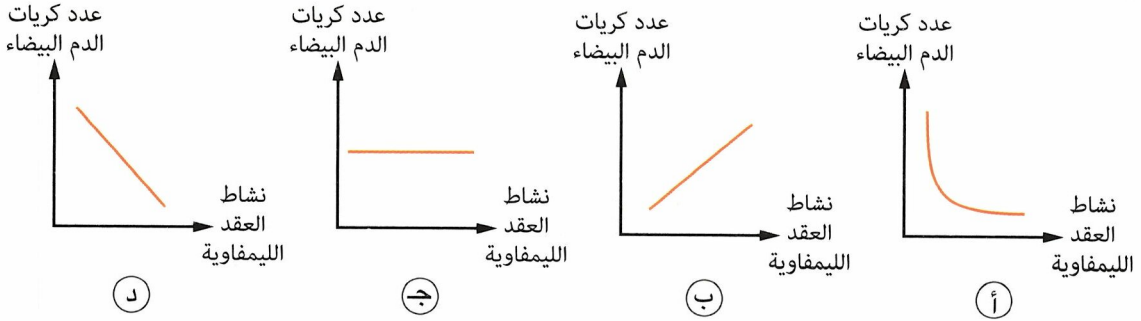 عدد كريات
الدم البيضاء
نشاط
العقد
الليمفاوية
أ
عدد كريات
الدم البيضاء
نشاط
العقد
الليمفاوية
ب
عدد كريات
الدم البيضاء
نشاط
العقد
الليمفاوية
جـ
عدد كريات
الدم البيضاء
نشاط
العقد
الليمفاوية
د